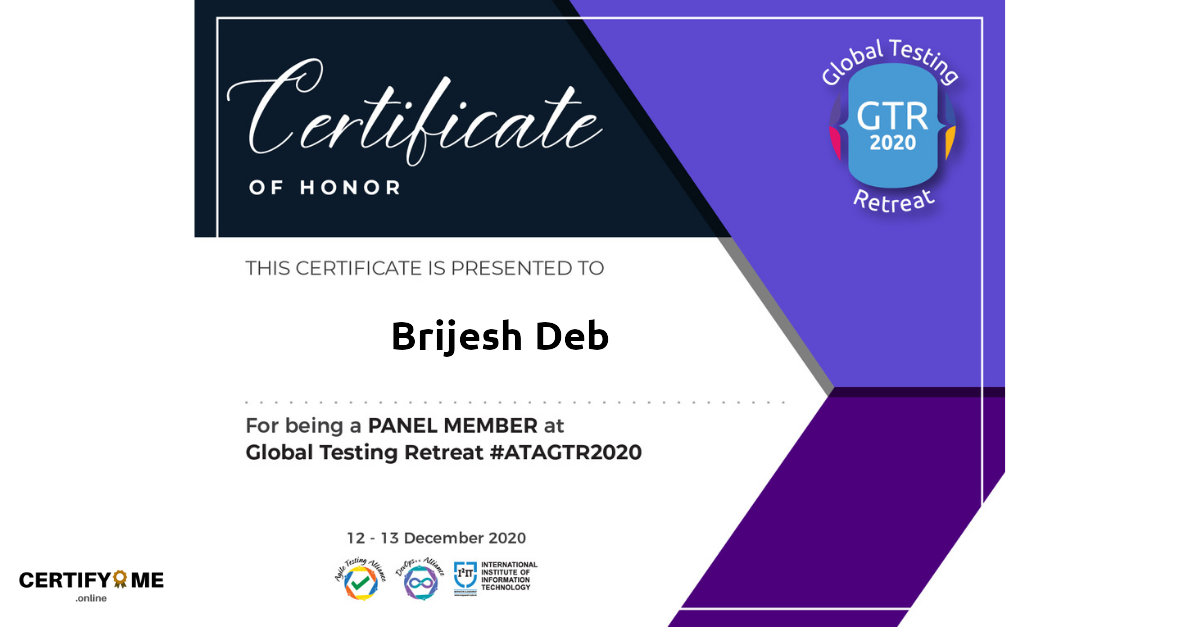 Certificate
OF HONOR
Global Testing
GTR
2020
Retreat
THIS CERTIFICATE IS PRESENTED TO
Brijesh Deb
For being a PANEL MEMBER at
Global Testing Retreat #ATAGTR2020
12 - 13 December 2020
Agile Testing Alliance
DevOps++ Alliance
I²IT
INTERNATIONAL
INSTITUTE OF
INFORMATION
TECHNOLOGY
CERTIFY ME
.online